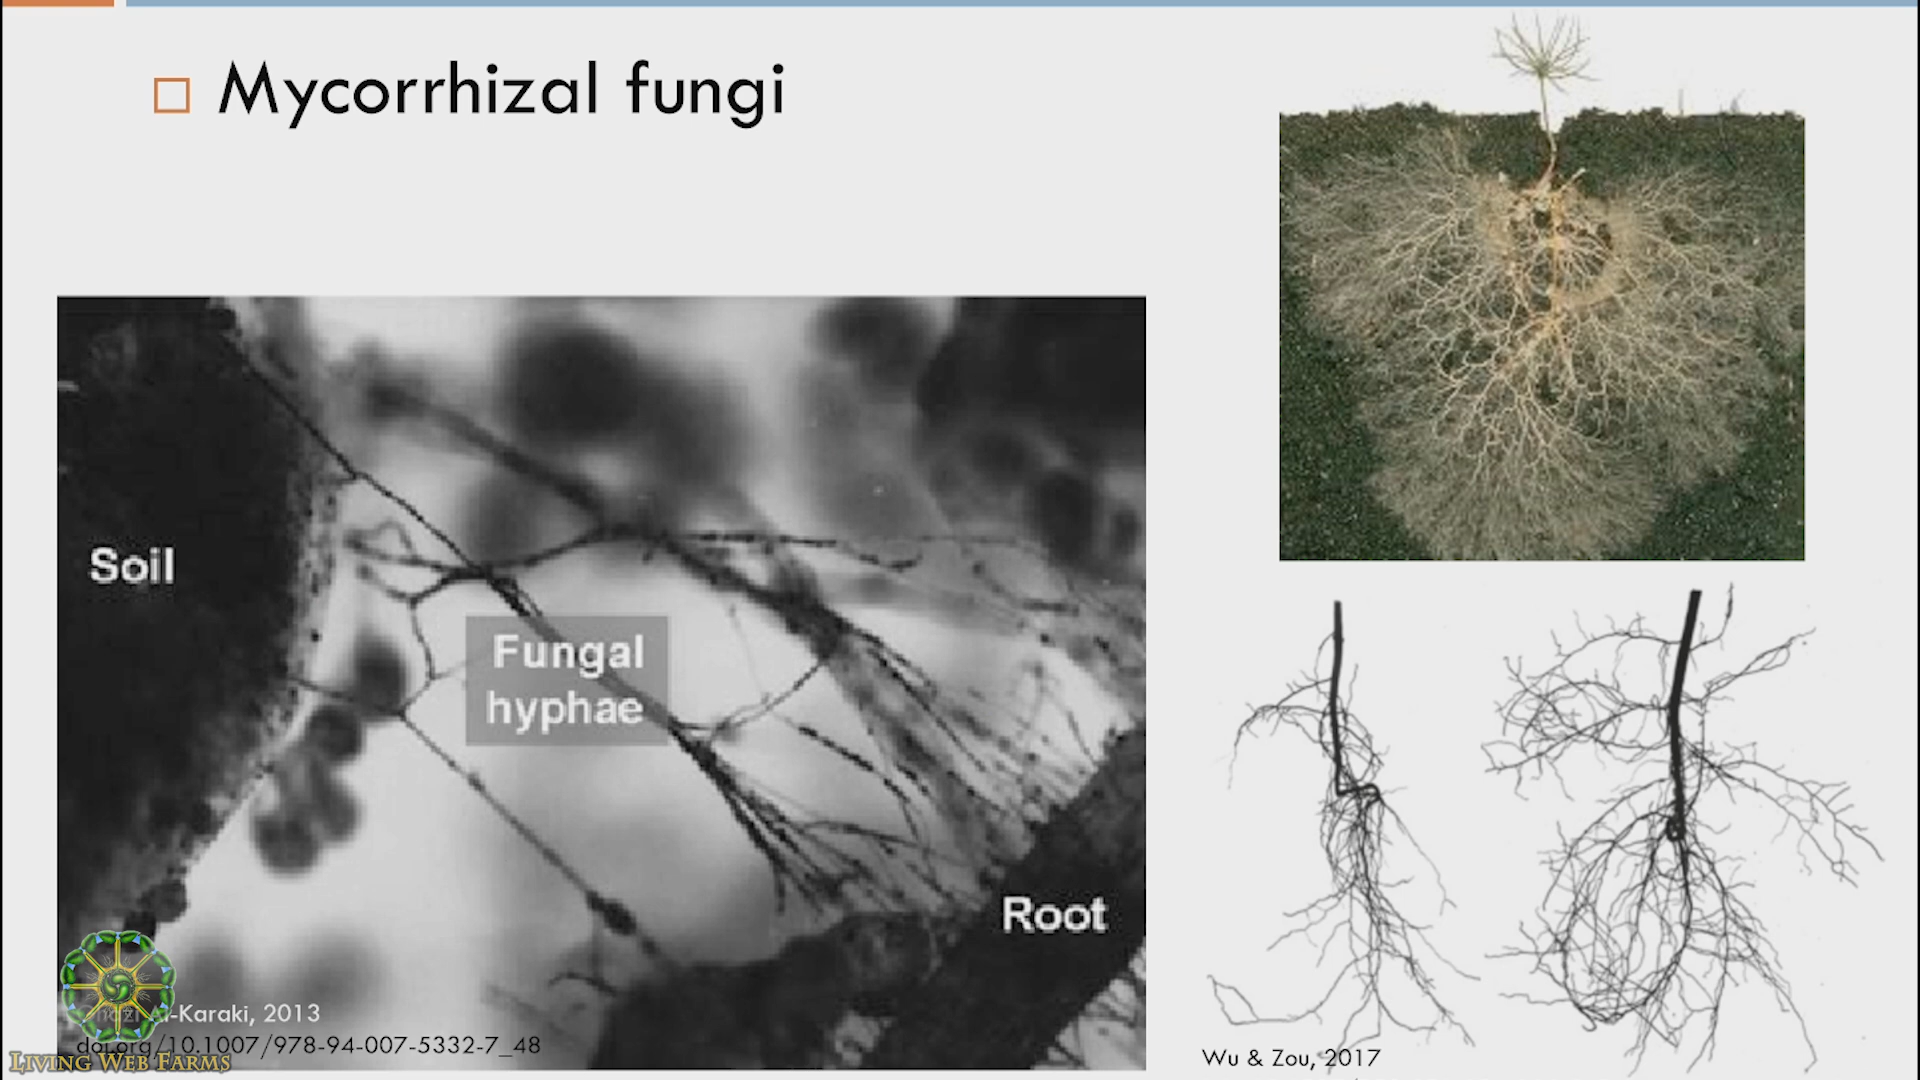 Mycorrhizal fungi
Soil
Fungal
hyphae
Root
Al-Karaki, 2013
doi.org/10.1007/978-94-007-5332-7_48
LIVING WEB FARMS
Wu & Zou, 2017